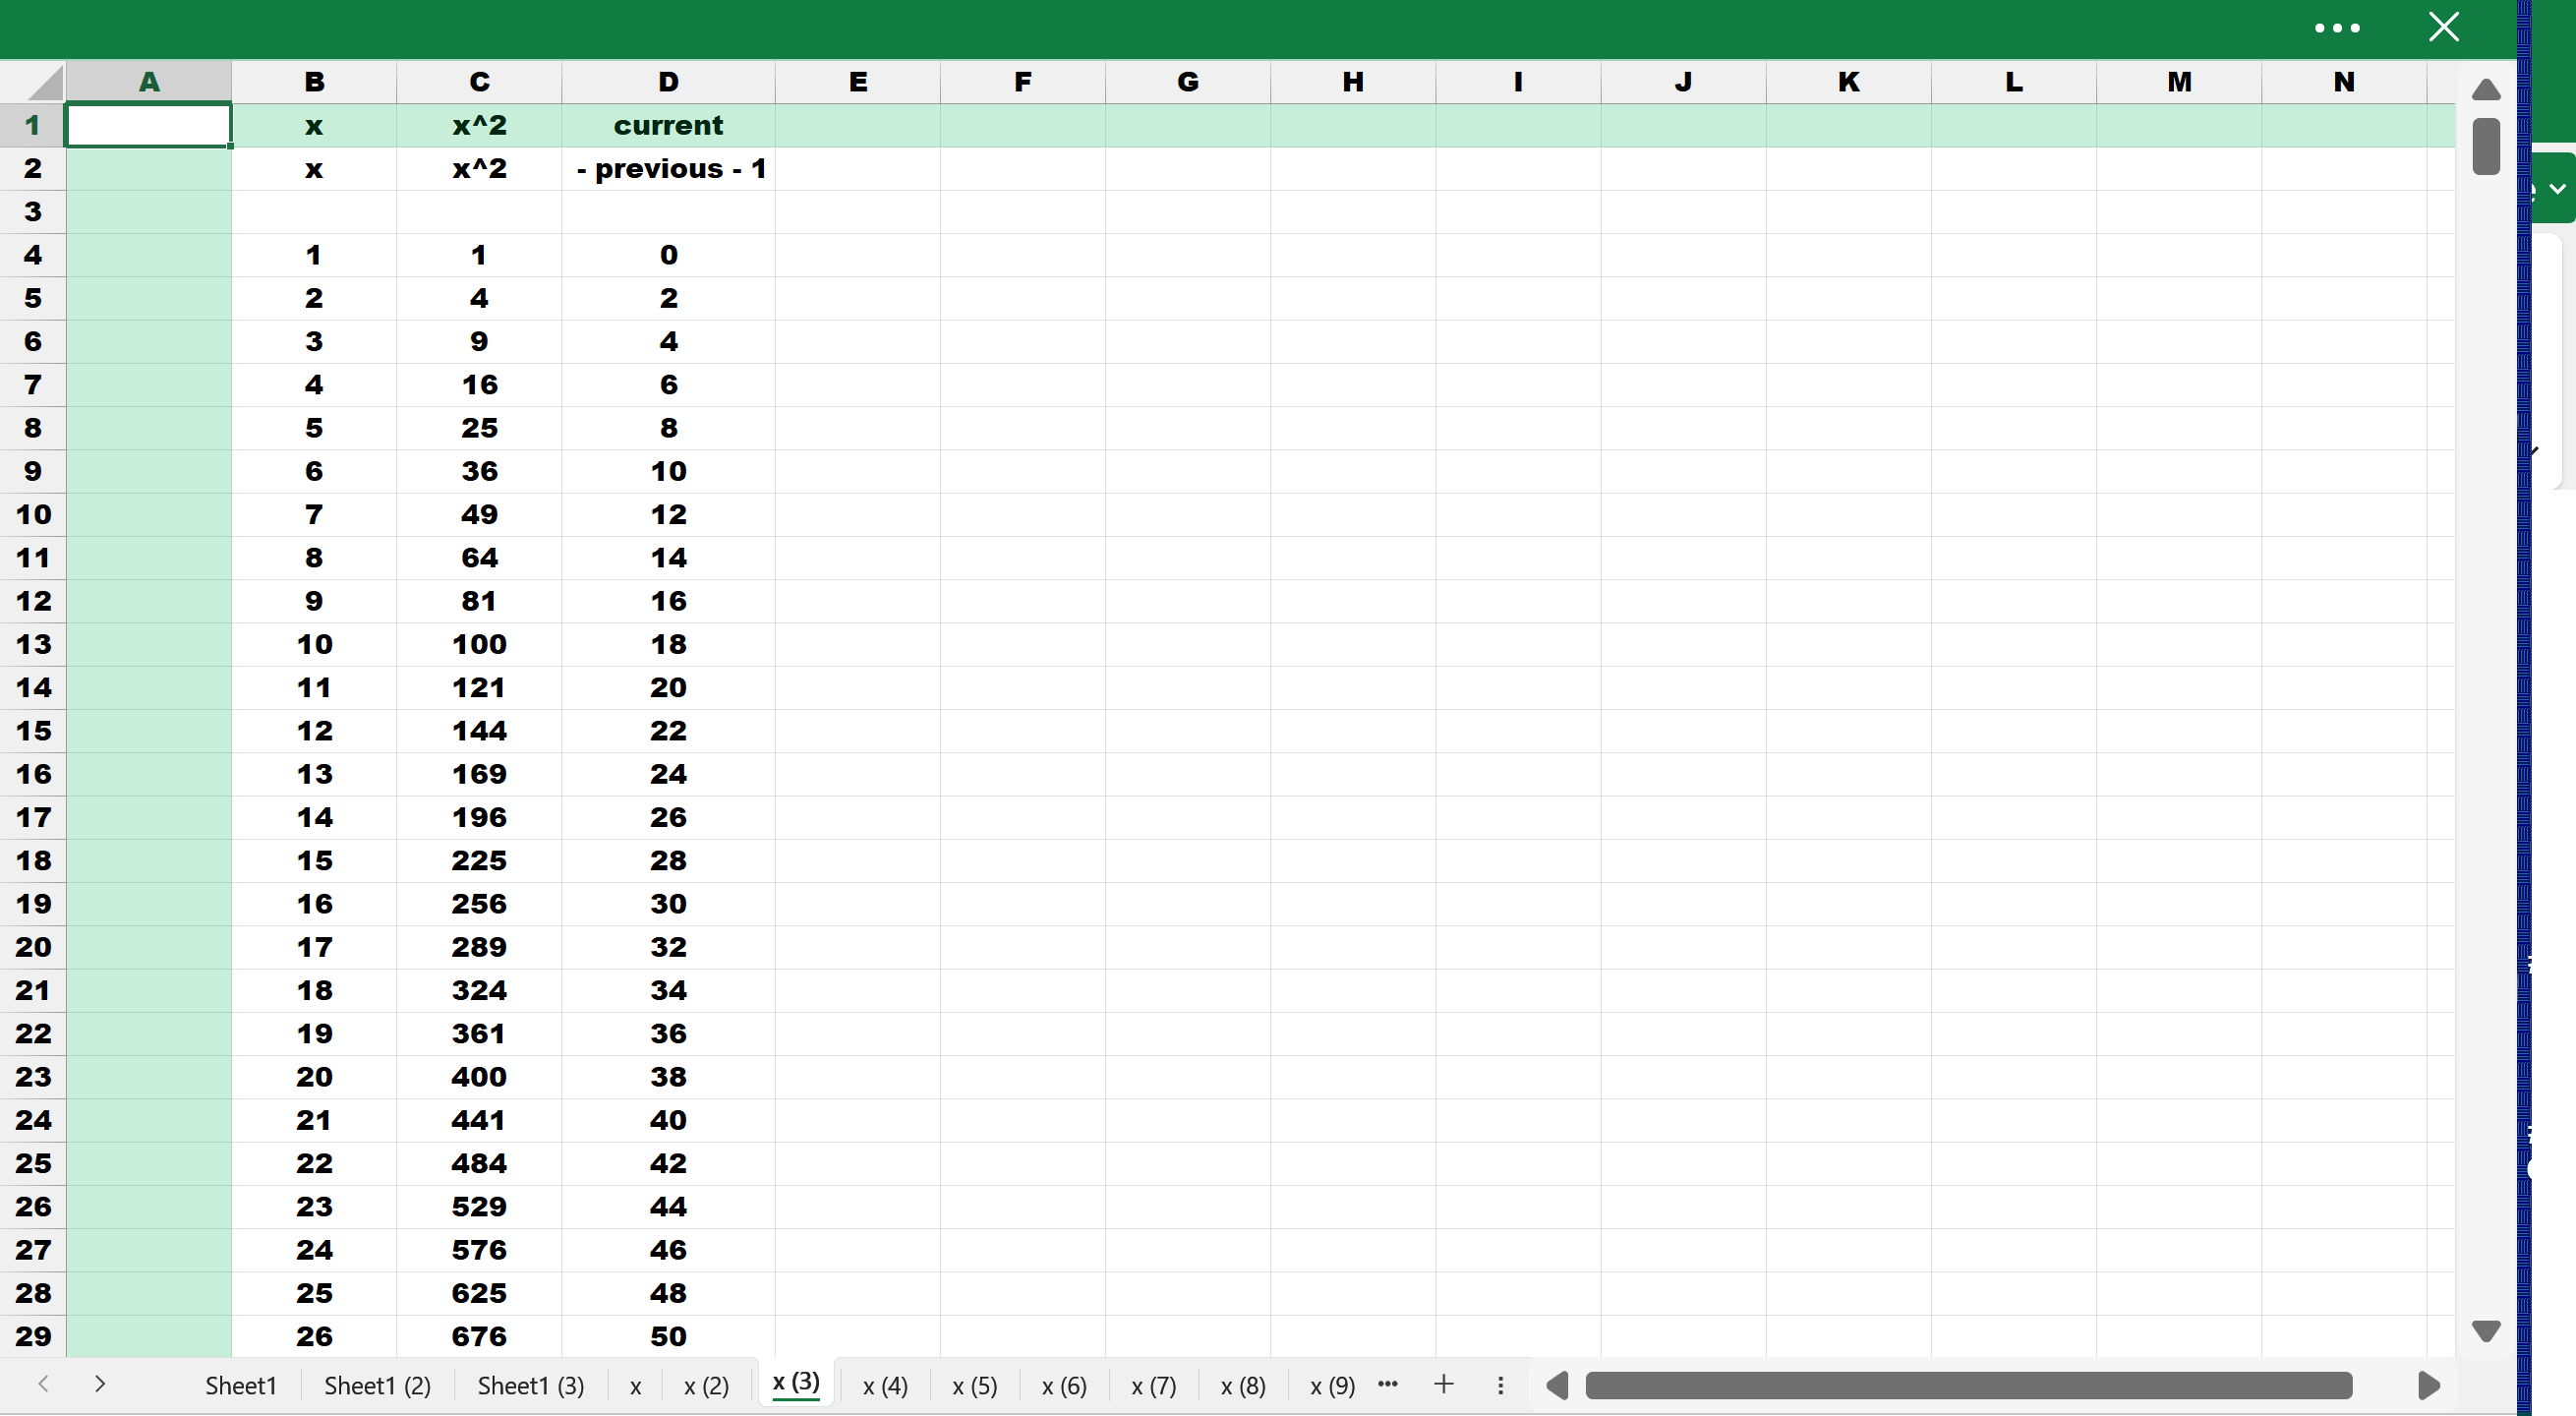 A B C D E F G H I J K L M N
1 x x^2 current
2 x x^2 - previous - 1
3
4 1 1 0
5 2 4 2
6 3 9 4
7 4 16 6
8 5 25 8
9 6 36 10
10 7 49 12
11 8 64 14
12 9 81 16
13 10 100 18
14 11 121 20
15 12 144 22
16 13 169 24
17 14 196 26
18 15 225 28
19 16 256 30
20 17 289 32
21 18 324 34
22 19 361 36
23 20 400 38
24 21 441 40
25 22 484 42
26 23 529 44
27 24 576 46
28 25 625 48
29 26 676 50
Sheet1 Sheet1 (2) Sheet1 (3) x x (2) x (3) x (4) x (5) x (6) x (7) x (8) x (9)